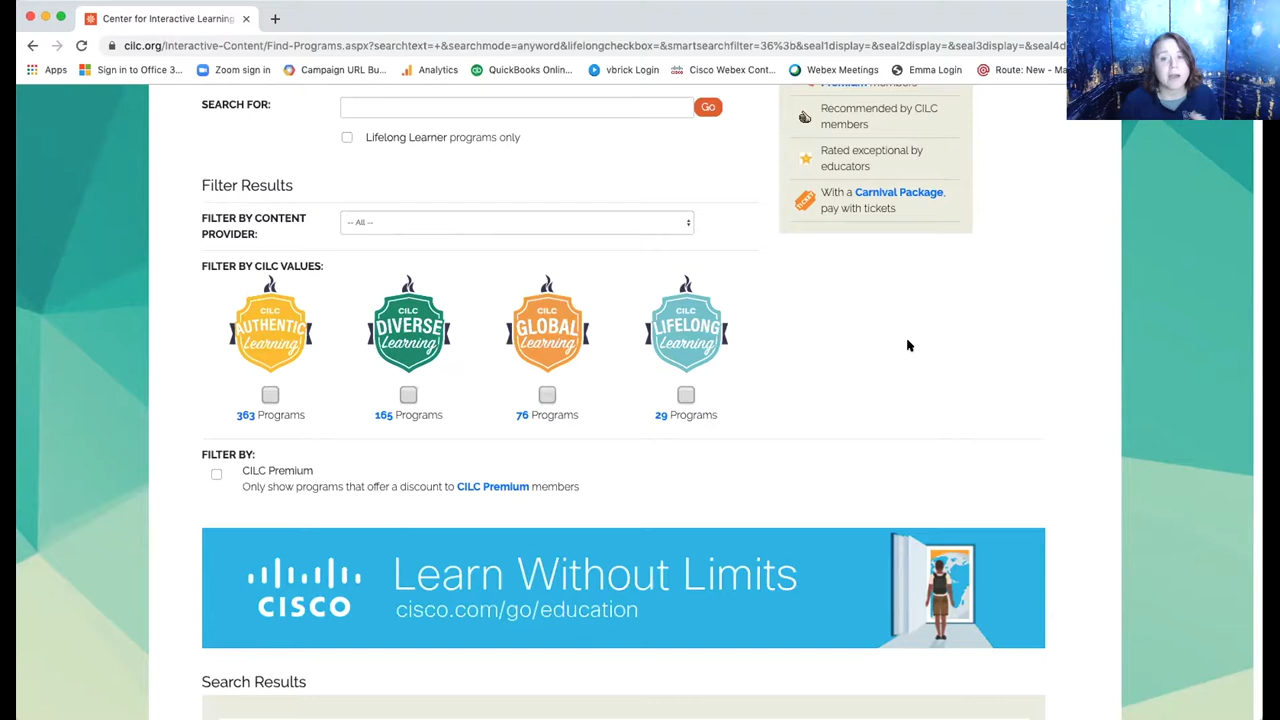 Center for Interactive Learning
cilc.org/Interactive-Content/Find-Programs.aspx?searchtext=+&searchmode=anyword&lifelongcheckbox=&smartsearchfilter=36%3b&seal1display=&seal2display=&seal3display=&seal4d
Apps Sign in to Office 3... Zoom sign in Campaign URL Bu... Analytics QuickBooks Onlin... vbrick Login Cisco Webex Cont... Webex Meetings Emma Login Route: New - Ma
Premium members
SEARCH FOR:
Go
Recommended by CILC
members
Lifelong Learner programs only
Rated exceptional by
educators
Filter Results
With a Carnival Package,
pay with tickets
FILTER BY CONTENT
PROVIDER:
-- All --
FILTER BY CILC VALUES:
CILC
AUTHENTIC
Learning
CILC
DIVERSE
Learning
CILC
GLOBAL
Learning
CILC
LIFELONG
Learning
363 Programs
165 Programs
76 Programs
29 Programs
FILTER BY:
CILC Premium
Only show programs that offer a discount to CILC Premium members
CISCO
Learn Without Limits
cisco.com/go/education
Search Results